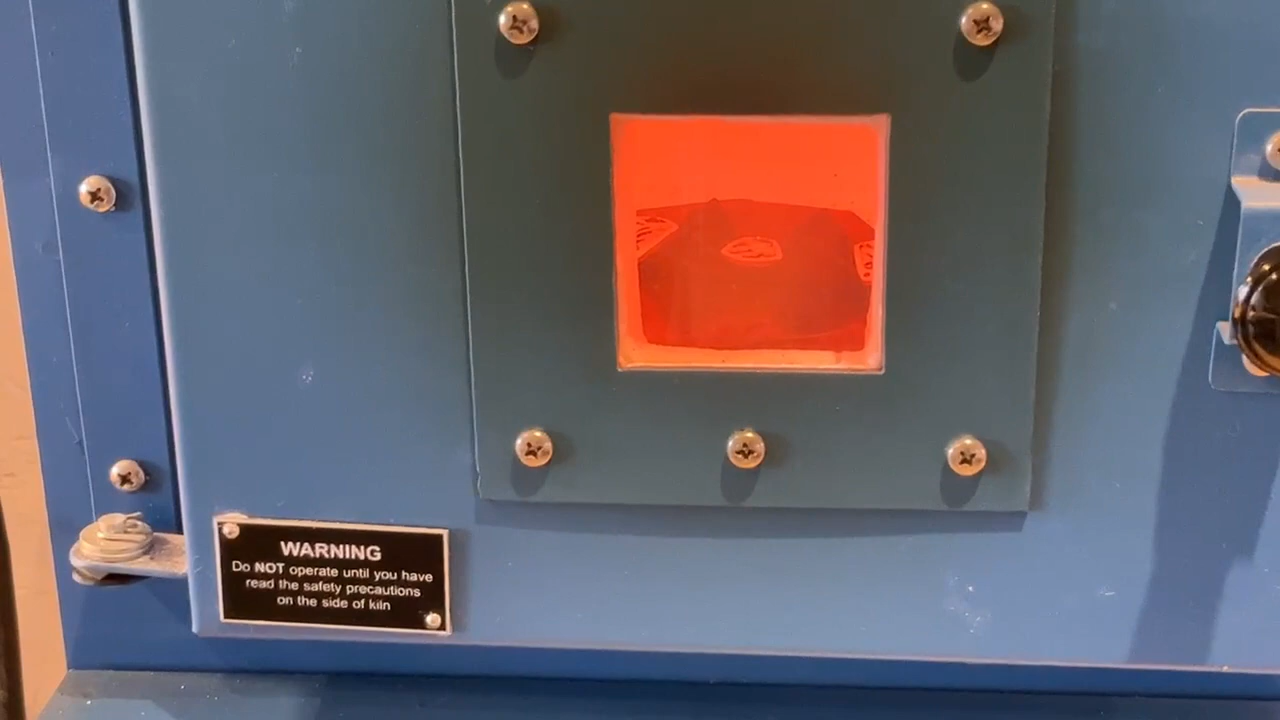 WARNING
Do NOT operate until you have
read the safety precautions
on the side of kiln